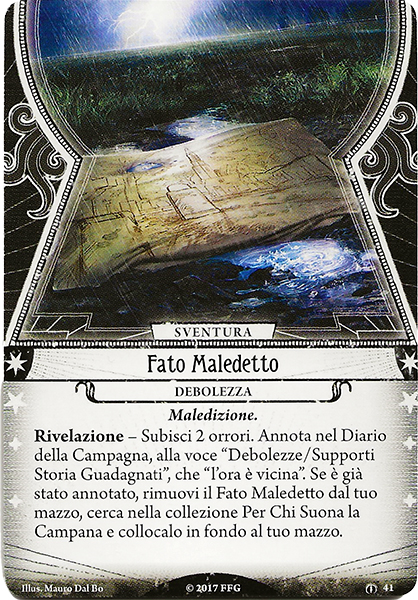 SVENTURA
Fato Maledetto
DEBOLEZZA
Maledizione.
Rivelazione – Subisci 2 orrori. Annota nel Diario
della Campagna, alla voce “Debolezze/Supporti
Storia Guadagnati”, che “l’ora è vicina”. Se è già
stato annotato, rimuovi il Fato Maledetto dal tuo
mazzo, cerca nella collezione Per Chi Suona la
Campana e collocalo in fondo al tuo mazzo.
Illus. Mauro Dal Bo © 2017 FFG 41